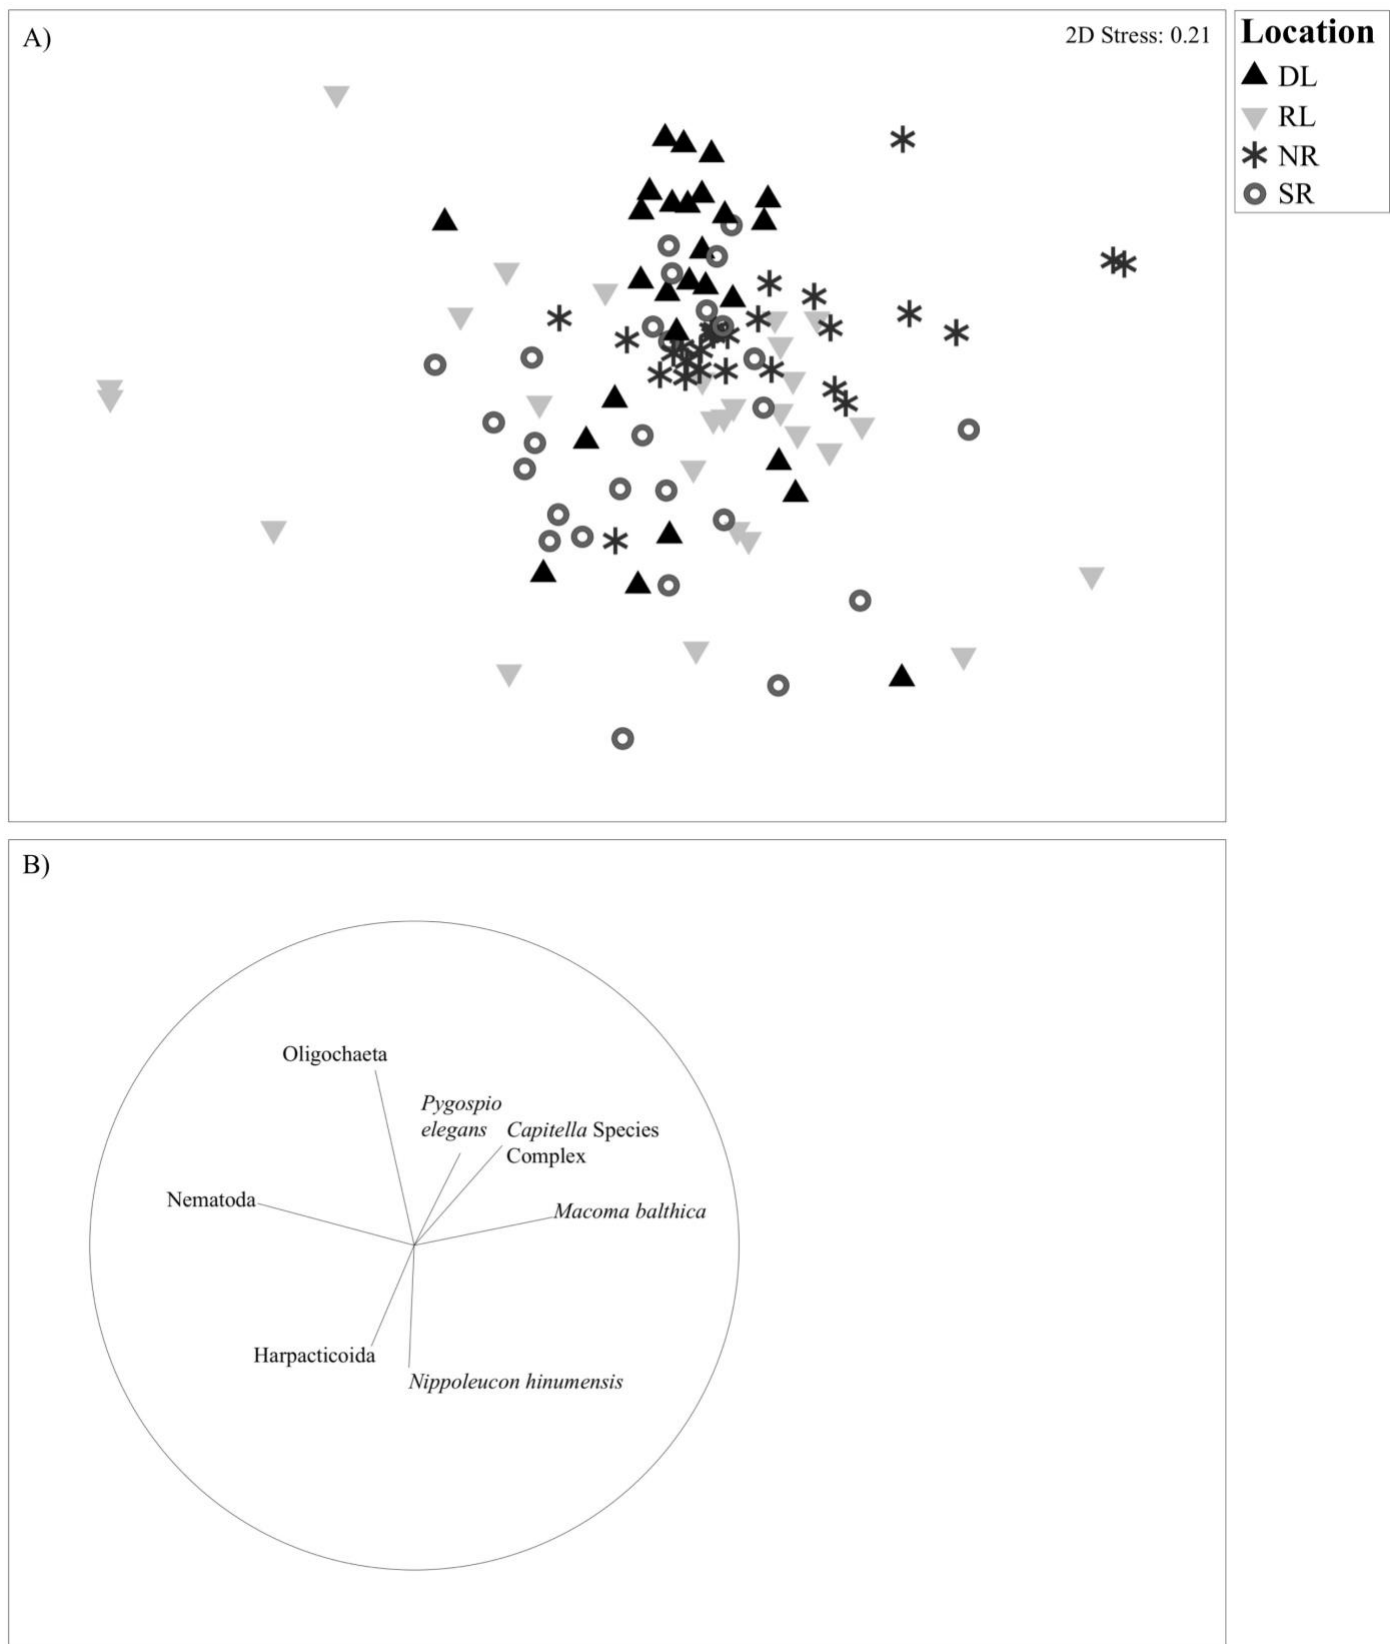 A)
2D Stress: 0.21
Location
DL
RL
NR
SR
B)
Oligochaeta
Pygospio
elegans
Capitella Species
Complex
Nematoda
Macoma balthica
Harpacticoida
Nippoleucon hinumensis